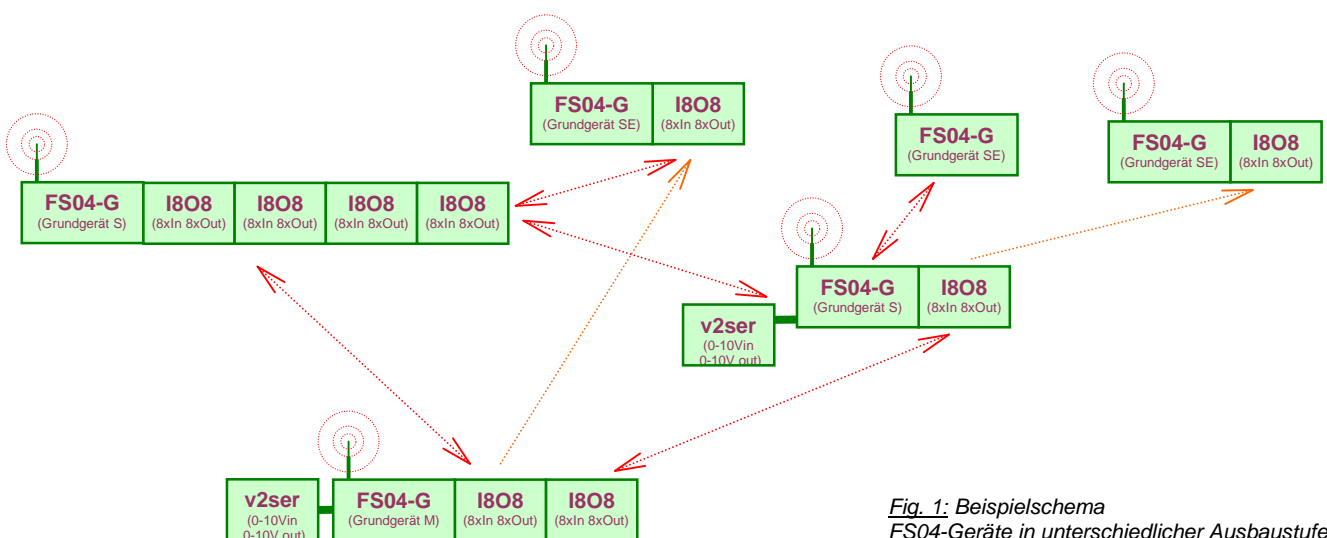 FS04-G I8O8
(Grundgerät SE) (8xIn 8xOut)
FS04-G
(Grundgerät SE)
FS04-G I8O8
(Grundgerät SE) (8xIn 8xOut)
FS04-G I8O8 I8O8 I8O8 I8O8
(Grundgerät S) (8xIn 8xOut) (8xIn 8xOut) (8xIn 8xOut) (8xIn 8xOut)
FS04-G I8O8
(Grundgerät S) (8xIn 8xOut)
v2ser
(0-10Vin
0-10V out)
v2ser
(0-10Vin
0-10V out)
FS04-G I8O8 I8O8
(Grundgerät M) (8xIn 8xOut) (8xIn 8xOut)
Fig. 1: Beispielschema
FS04-Geräte in unterschiedlicher Ausbaustufe